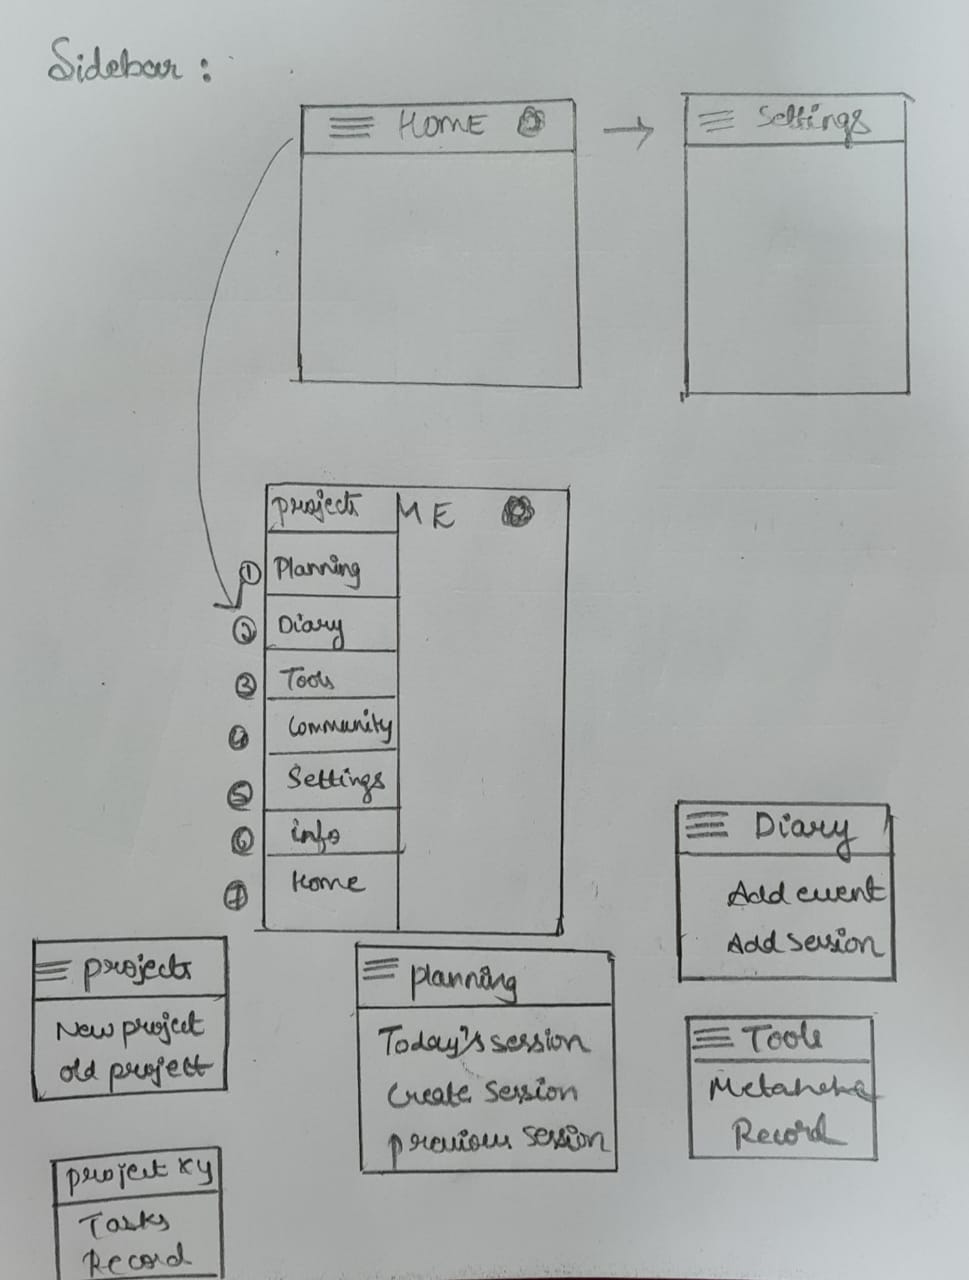 Sidebar :
HOME
Settings
projects
ME
① Planning
② Diary
③ Tools
④ Community
⑤ Settings
⑥ info
⑦ Home
Diary
Add event
Add session
projects
New project
old project
planning
Today's session
Create session
previous session
Tools
Record
project xy
Tasks
Record